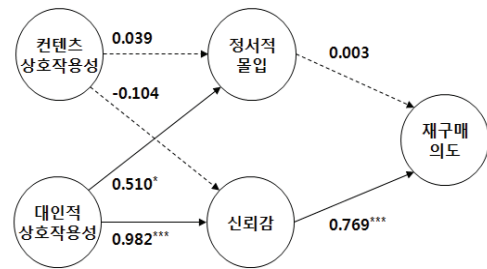 컨텐츠
상호작용성
0.039
정서적
몰입
0.003
-0.104
재구매
의도
0.510*
대인적
상호작용성
0.982***
신뢰감
0.769***